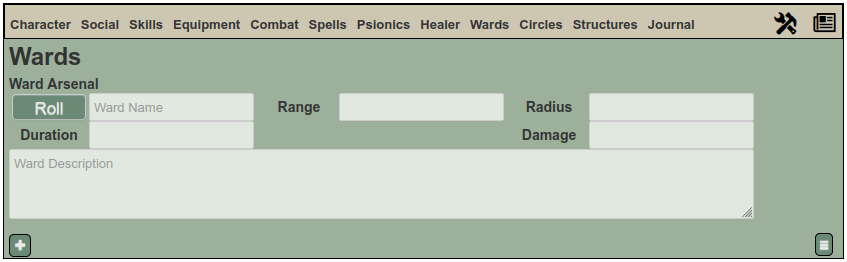 Character Social Skills Equipment Combat Spells Psionics Healer Wards Circles Structures Journal
Wards
Ward Arsenal
Roll Ward Name Range Radius
Duration Damage
Ward Description